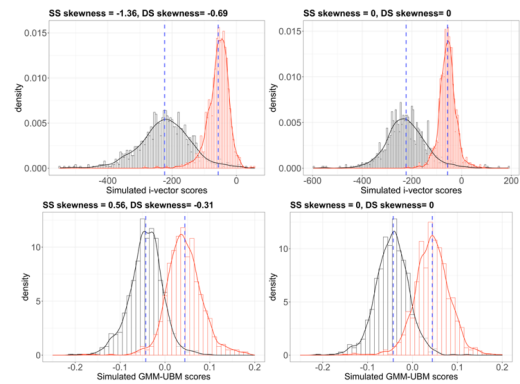 SS skewness = -1.36, DS skewness= -0.69
0.015
0.010
0.005
0.000
density
-400
-200
0
Simulated i-vector scores
SS skewness = 0, DS skewness= 0
0.015
0.010
0.005
0.000
density
-600
-400
-200
0
200
Simulated i-vector scores
SS skewness = 0.56, DS skewness= -0.31
10
5
0
density
-0.2
-0.1
0.0
0.1
0.2
Simulated GMM-UBM scores
SS skewness = 0, DS skewness= 0
10
5
0
density
-0.2
-0.1
0.0
0.1
0.2
Simulated GMM-UBM scores